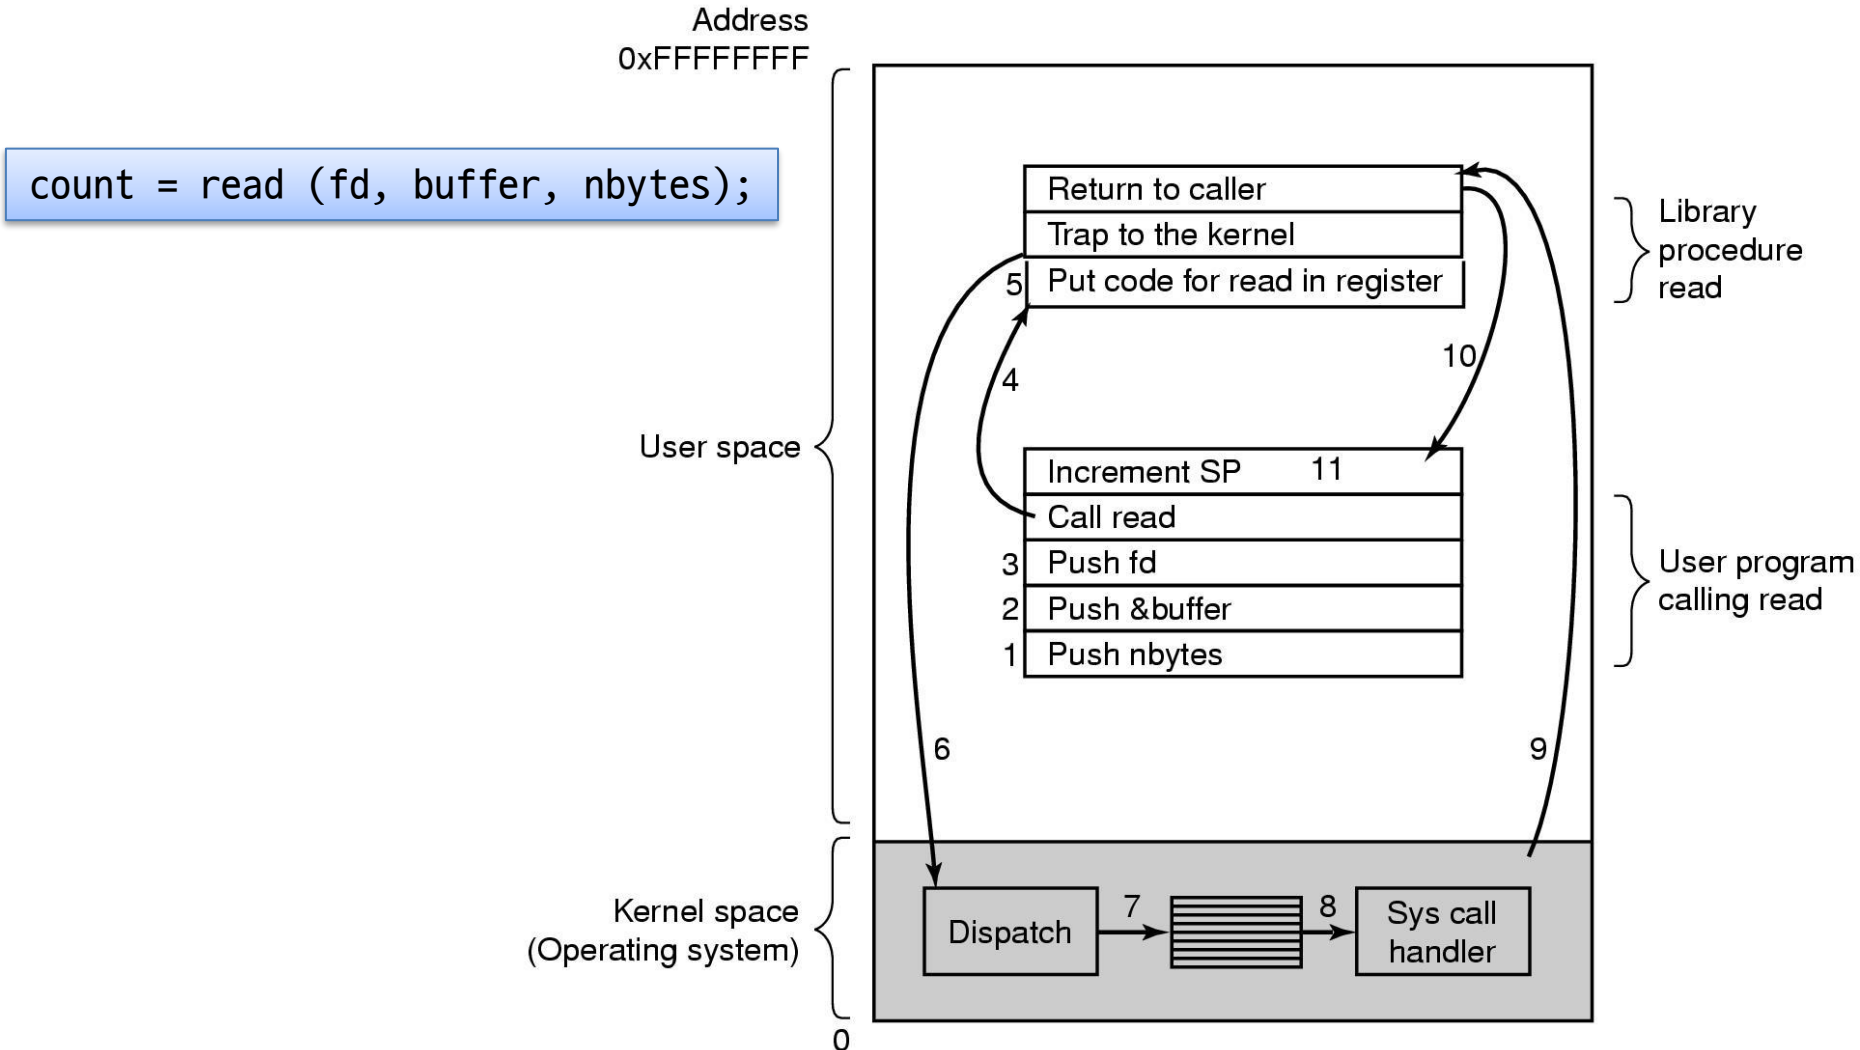 Address
0xFFFFFFFF
count = read (fd, buffer, nbytes);
Return to caller
Trap to the kernel
5 Put code for read in register
Library
procedure
read
4
10
User space
Increment SP 11
Call read
3 Push fd
2 Push &buffer
1 Push nbytes
User program
calling read
6
9
Kernel space
(Operating system)
Dispatch
7
8
Sys call
handler
0